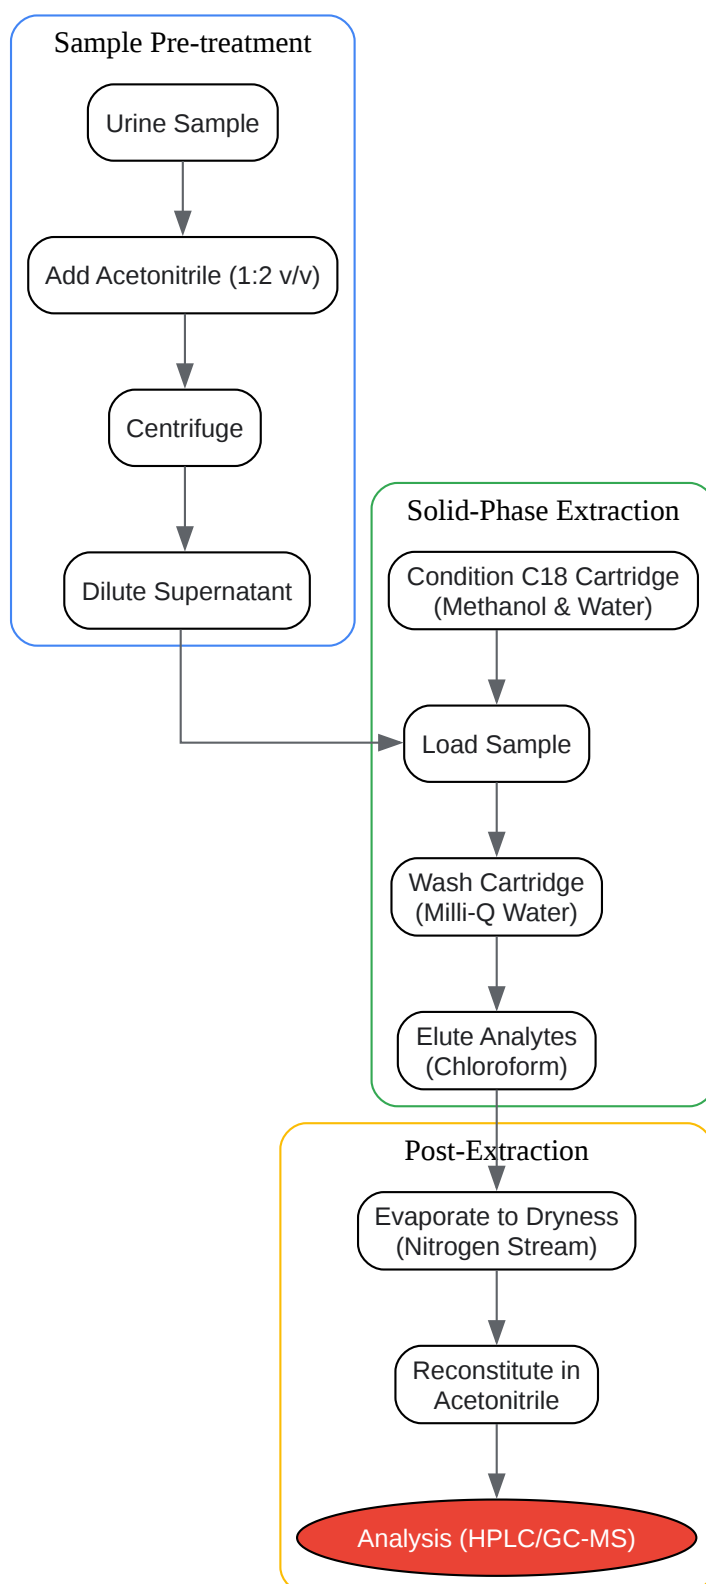 Sample Pre-treatment
Urine Sample
Add Acetonitrile (1:2 v/v)
Centrifuge
Dilute Supernatant
Solid-Phase Extraction
Condition C18 Cartridge
(Methanol & Water)
Load Sample
Wash Cartridge
(Milli-Q Water)
Elute Analytes
(Chloroform)
Post-Extraction
Evaporate to Dryness
(Nitrogen Stream)
Reconstitute in
Acetonitrile
Analysis (HPLC/GC-MS)